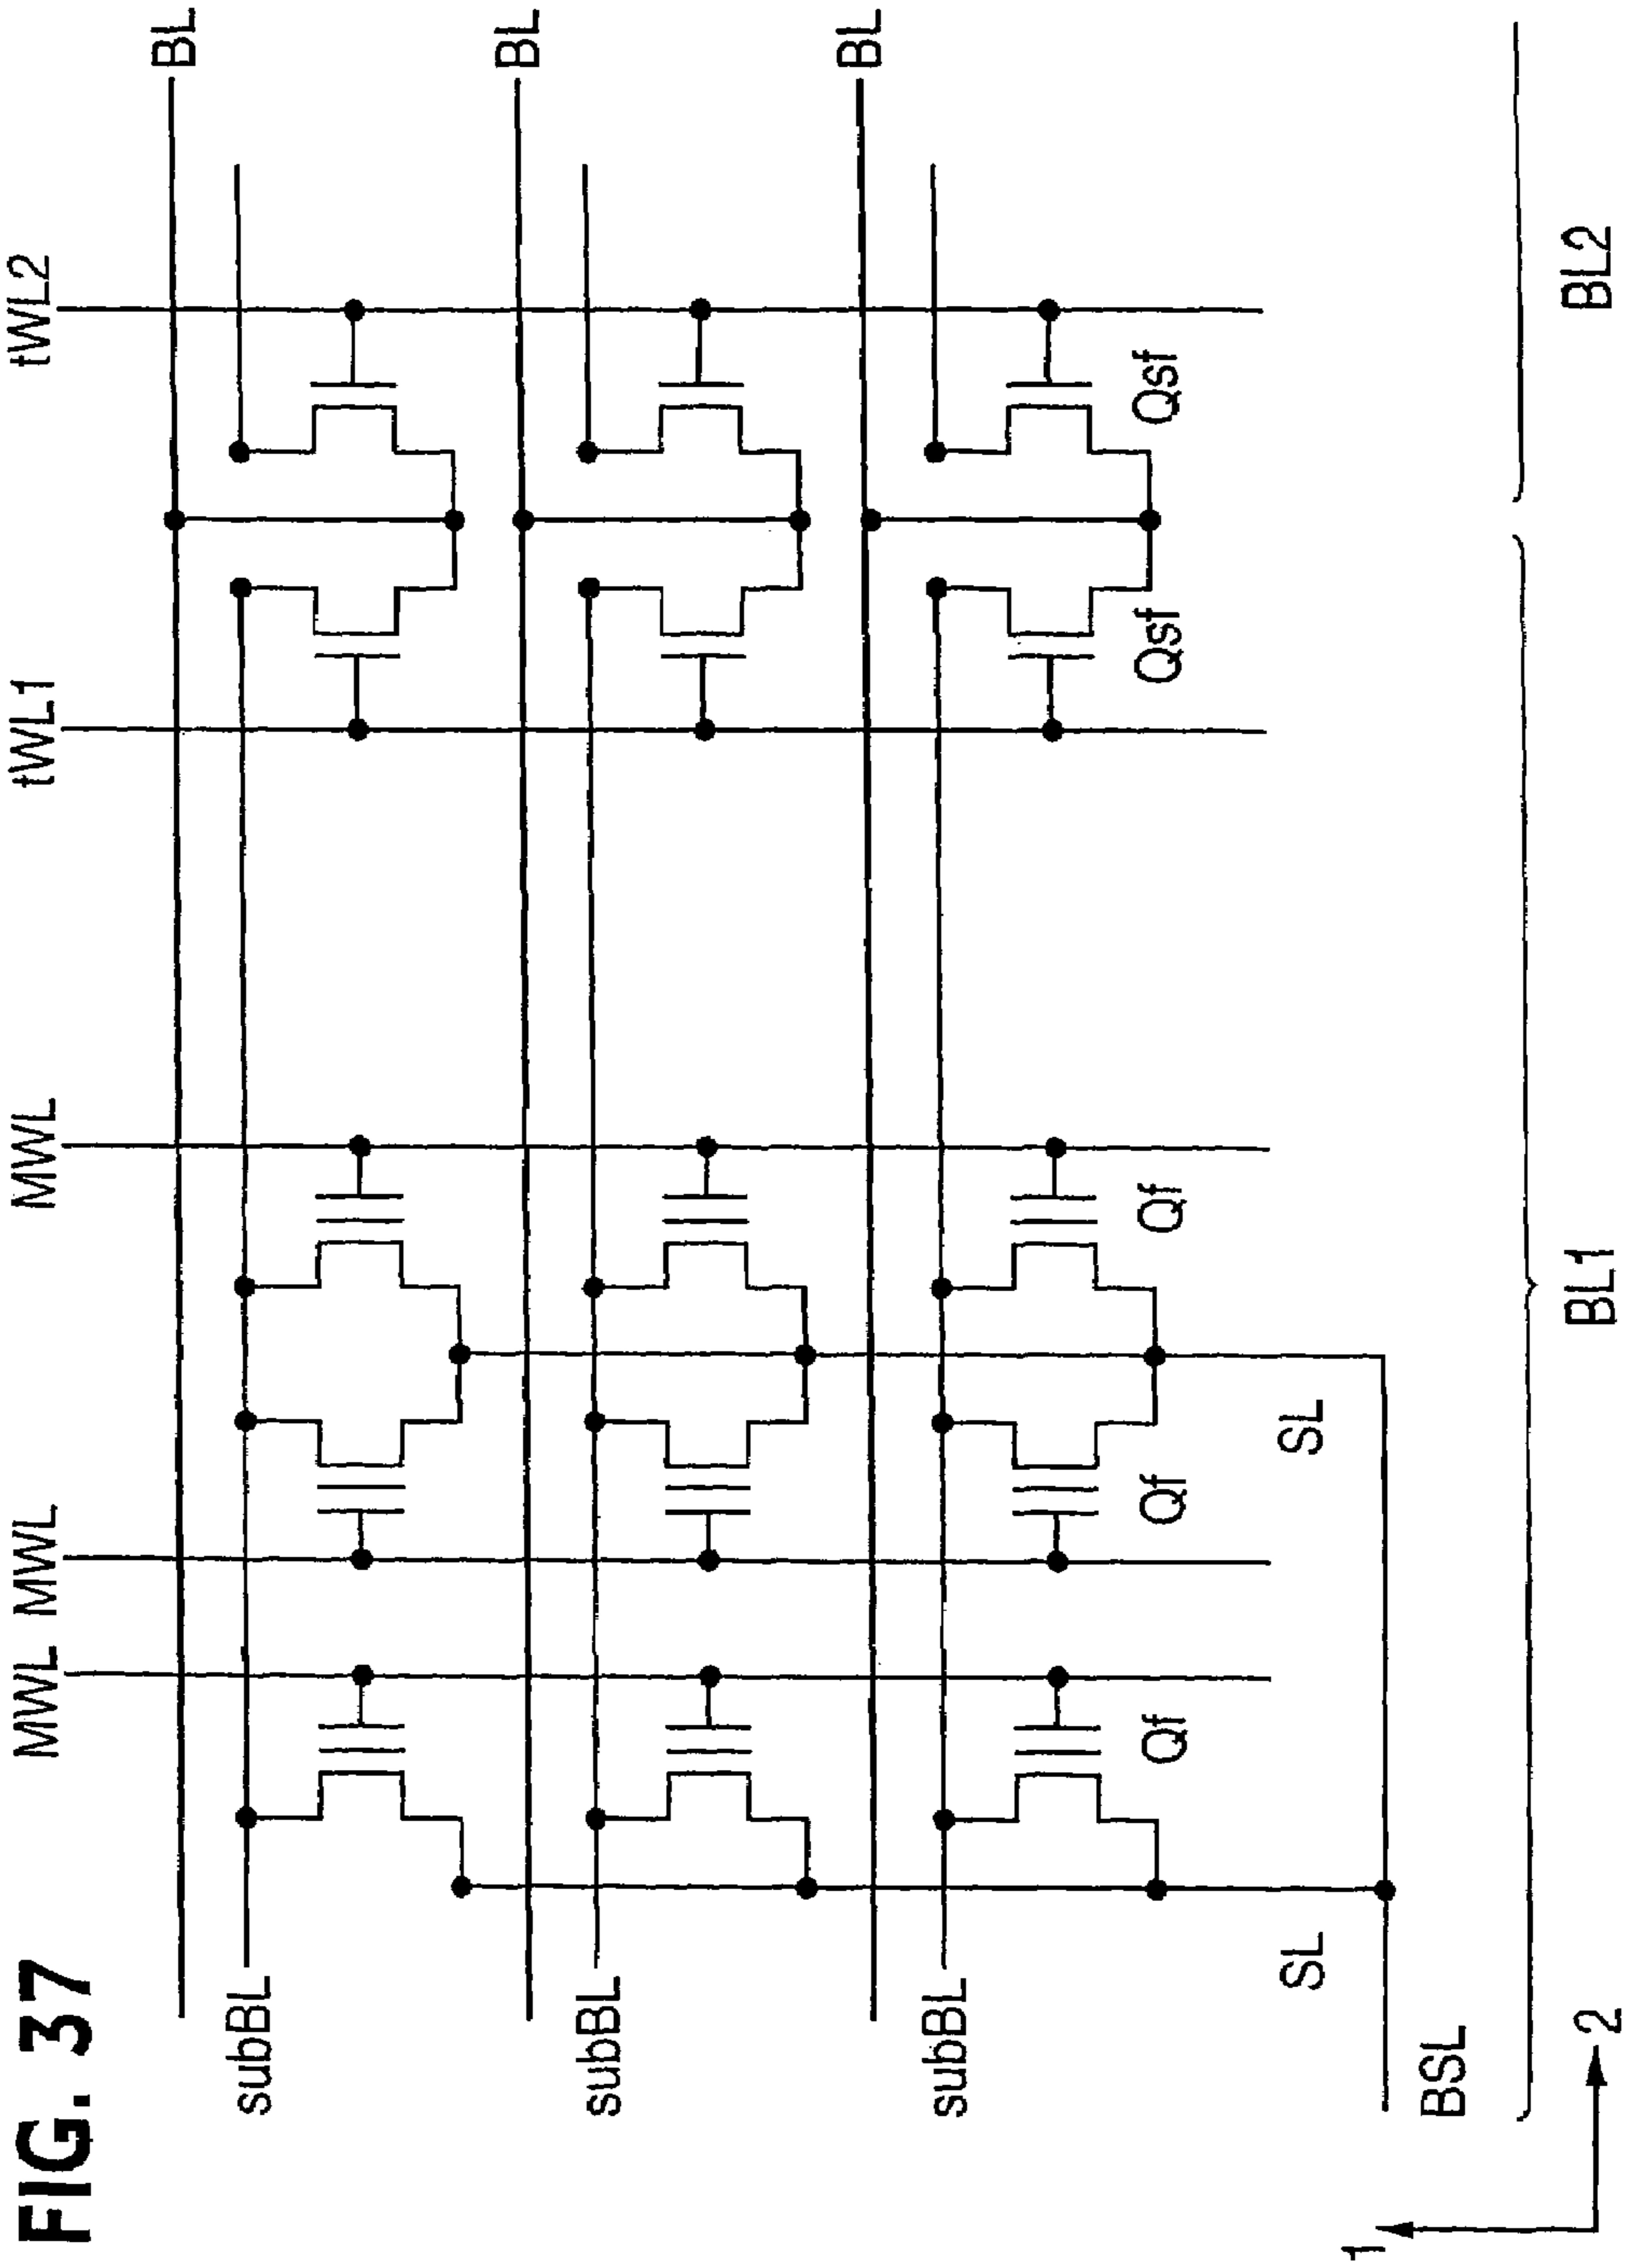 FIG. 37
MWL MWL MWL tWL1 tWL2
BL
subBL
BL
subBL
BL
subBL
Qf Qf Qf Qsf Qsf
SL SL
BSL
BL1 BL2
1
2